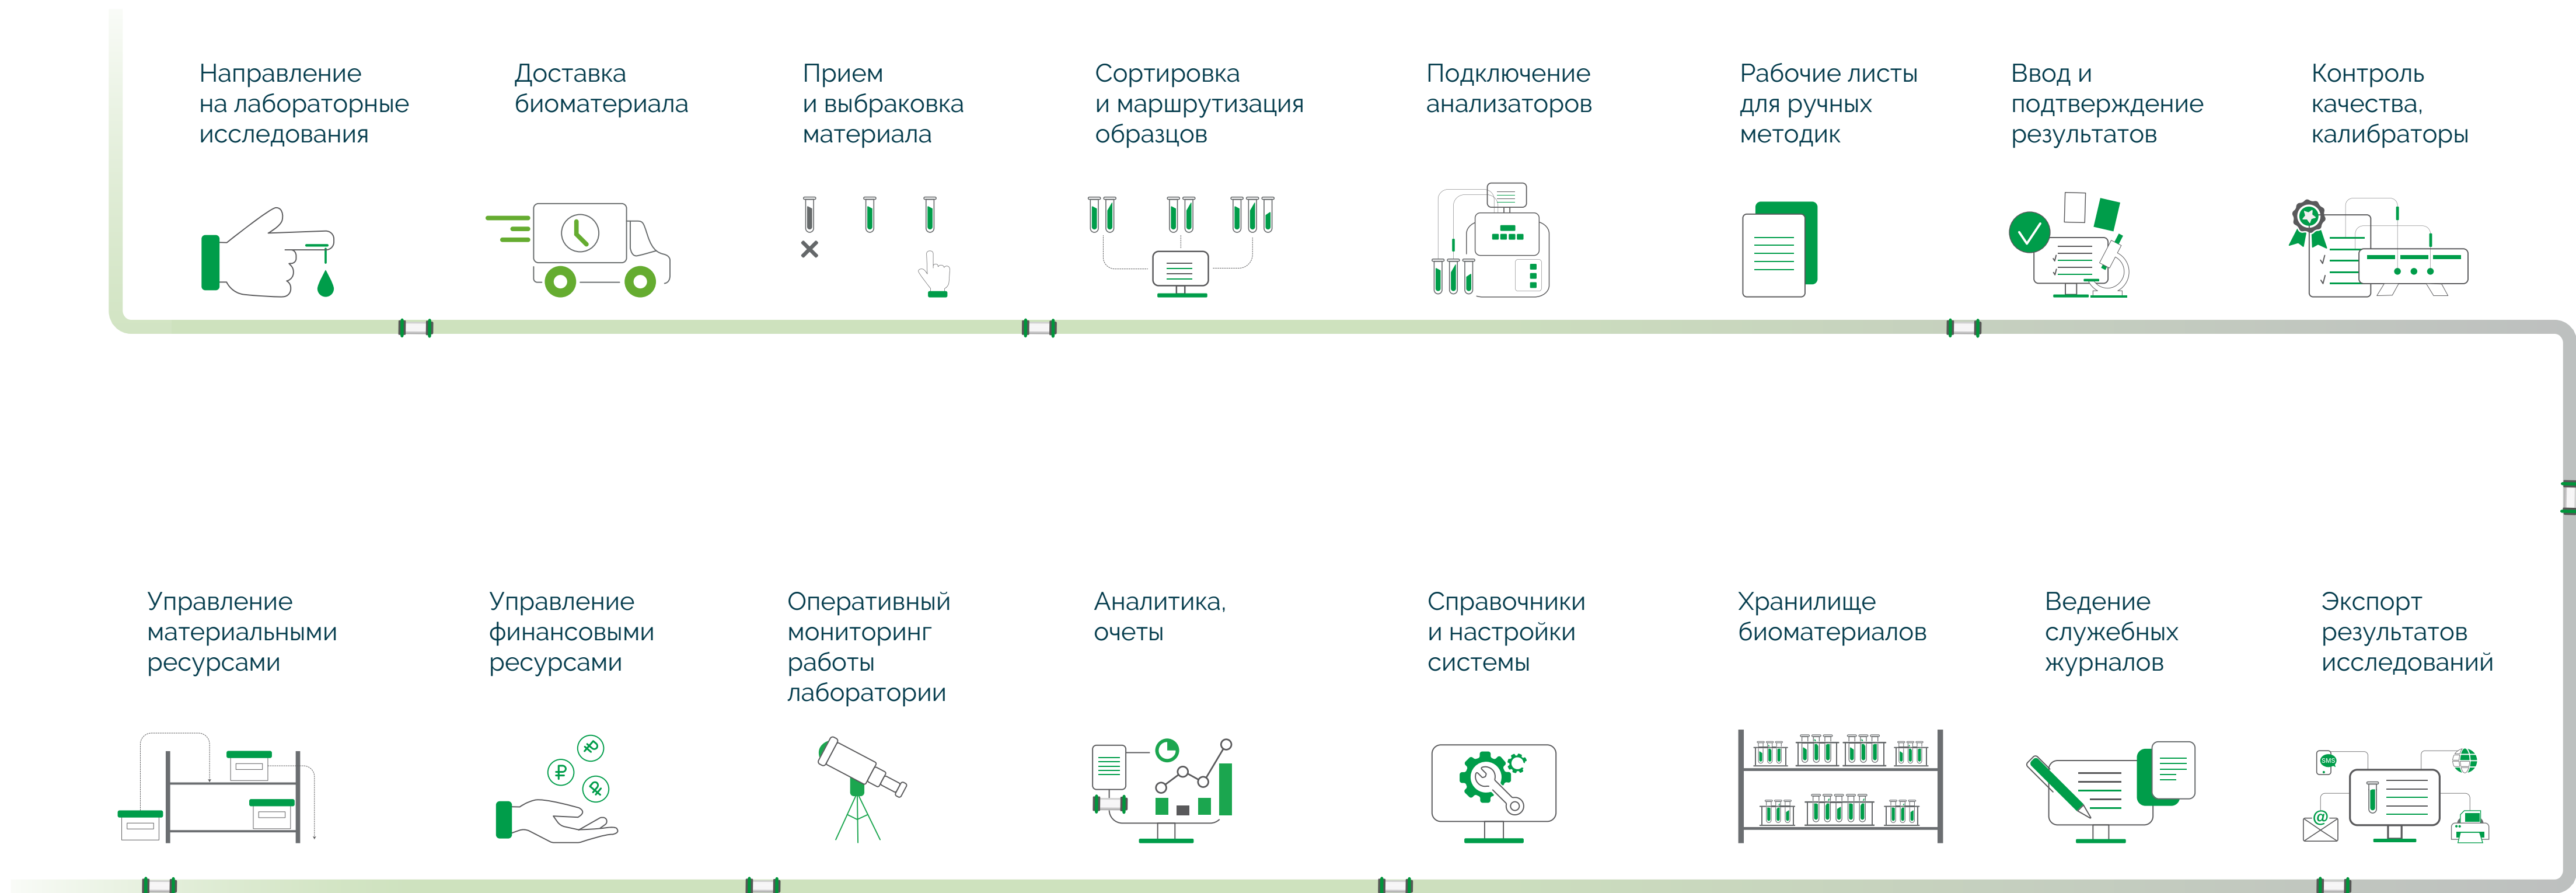 Направление
на лабораторные
исследования
Доставка
биоматериала
Прием
и выбраковка
материала
Сортировка
и маршрутизация
образцов
Подключение
анализаторов
Рабочие листы
для ручных
методик
Ввод и
подтверждение
результатов
Контроль
качества,
калибраторы
Управление
материальными
ресурсами
Управление
финансовыми
ресурсами
Оперативный
мониторинг
работы
лаборатории
Аналитика,
очеты
Справочники
и настройки
системы
Хранилище
биоматериалов
Ведение
служебных
журналов
Экспорт
результатов
исследований
SMS
@